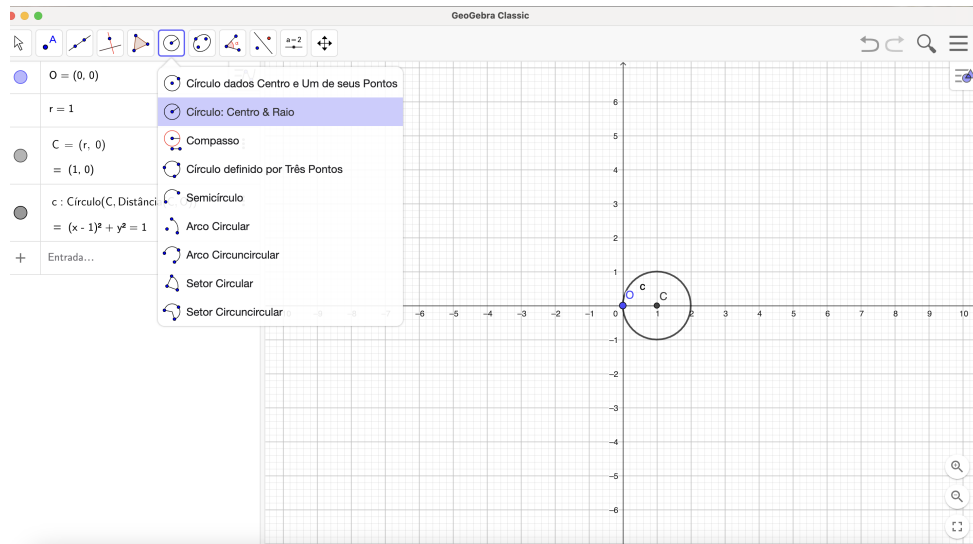 GeoGebra Classic
A
a=2
O = (0, 0)
r = 1
C = (r, 0)
= (1, 0)
c : Círculo(C, Distânci
= (x - 1)² + y² = 1
+ Entrada...
Círculo dados Centro e Um de seus Pontos
Círculo: Centro & Raio
Compasso
Círculo definido por Três Pontos
Semicírculo
Arco Circular
Arco Circuncircular
Setor Circular
Setor Circuncircular
6
5
4
3
2
1
O
c
C
-6 -5 -4 -3 -2 -1 0 1 2 3 4 5 6 7 8 9 10
-1
-2
-3
-4
-5
-6